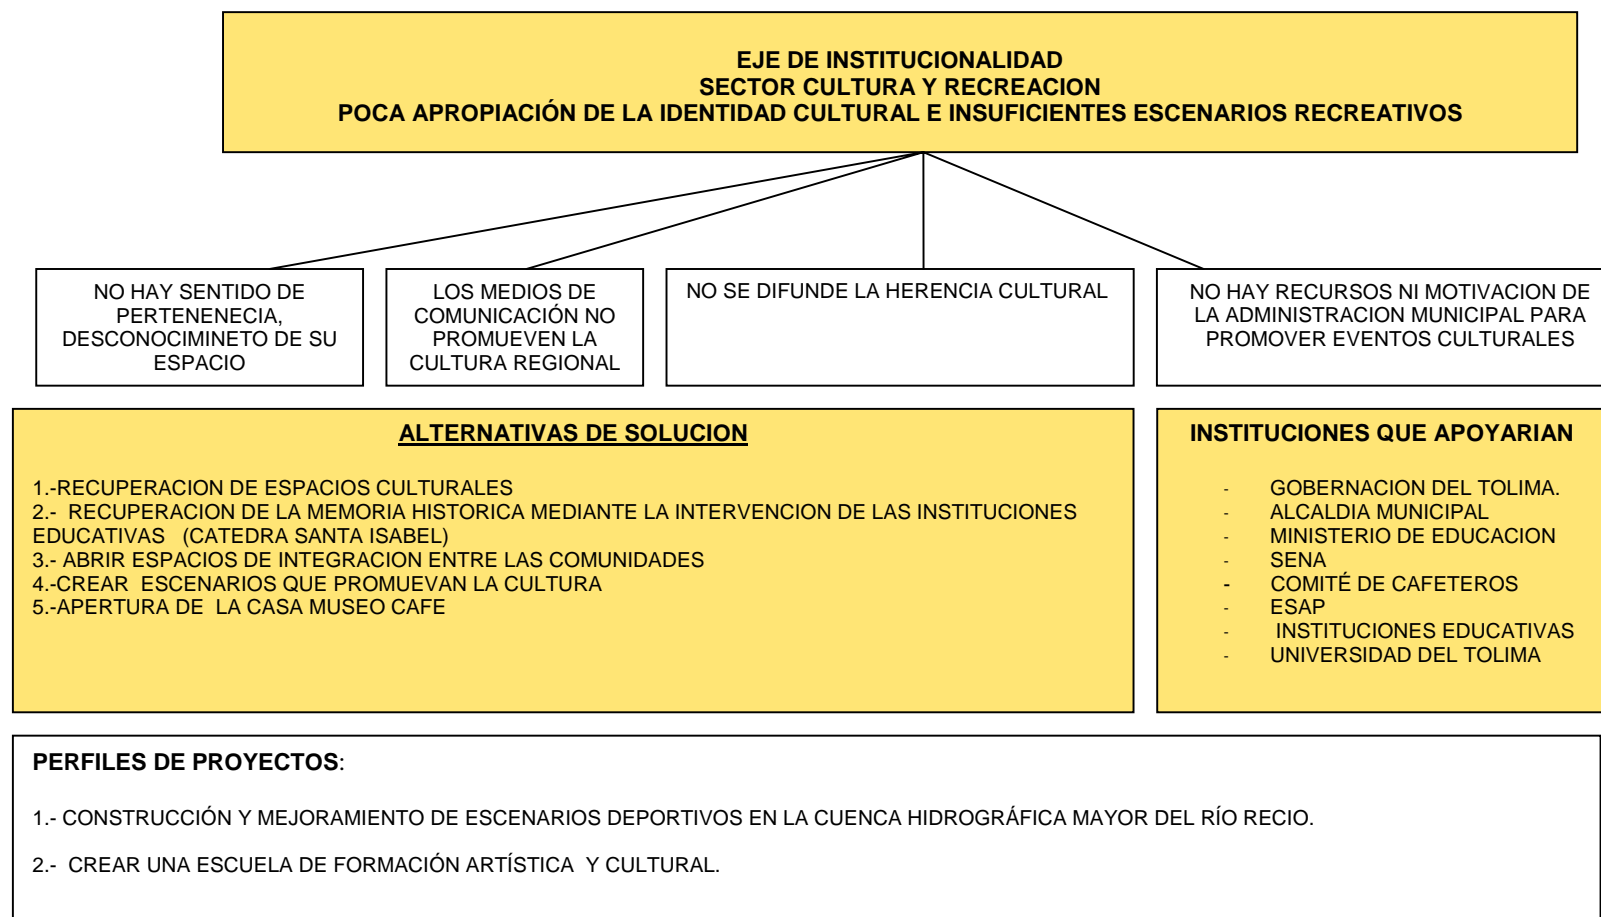 EJE DE INSTITUCIONALIDAD
SECTOR CULTURA Y RECREACION
POCA APROPIACIÓN DE LA IDENTIDAD CULTURAL E INSUFICIENTES ESCENARIOS RECREATIVOS
NO HAY SENTIDO DE
PERTENENECIA,
DESCONOCIMINETO DE SU
ESPACIO
LOS MEDIOS DE
COMUNICACIÓN NO
PROMUEVEN LA
CULTURA REGIONAL
NO SE DIFUNDE LA HERENCIA CULTURAL
NO HAY RECURSOS NI MOTIVACION DE
LA ADMINISTRACION MUNICIPAL PARA
PROMOVER EVENTOS CULTURALES
ALTERNATIVAS DE SOLUCION
1.-RECUPERACION DE ESPACIOS CULTURALES
2.- RECUPERACION DE LA MEMORIA HISTORICA MEDIANTE LA INTERVENCION DE LAS INSTITUCIONES
EDUCATIVAS (CATEDRA SANTA ISABEL)
3.- ABRIR ESPACIOS DE INTEGRACION ENTRE LAS COMUNIDADES
4.-CREAR ESCENARIOS QUE PROMUEVAN LA CULTURA
5.-APERTURA DE LA CASA MUSEO CAFE
INSTITUCIONES QUE APOYARIAN
- GOBERNACION DEL TOLIMA.
- ALCALDIA MUNICIPAL
- MINISTERIO DE EDUCACION
- SENA
- COMITÉ DE CAFETEROS
- ESAP
- INSTITUCIONES EDUCATIVAS
- UNIVERSIDAD DEL TOLIMA
PERFILES DE PROYECTOS:
1.- CONSTRUCCIÓN Y MEJORAMIENTO DE ESCENARIOS DEPORTIVOS EN LA CUENCA HIDROGRÁFICA MAYOR DEL RÍO RECIO.
2.- CREAR UNA ESCUELA DE FORMACIÓN ARTÍSTICA Y CULTURAL.